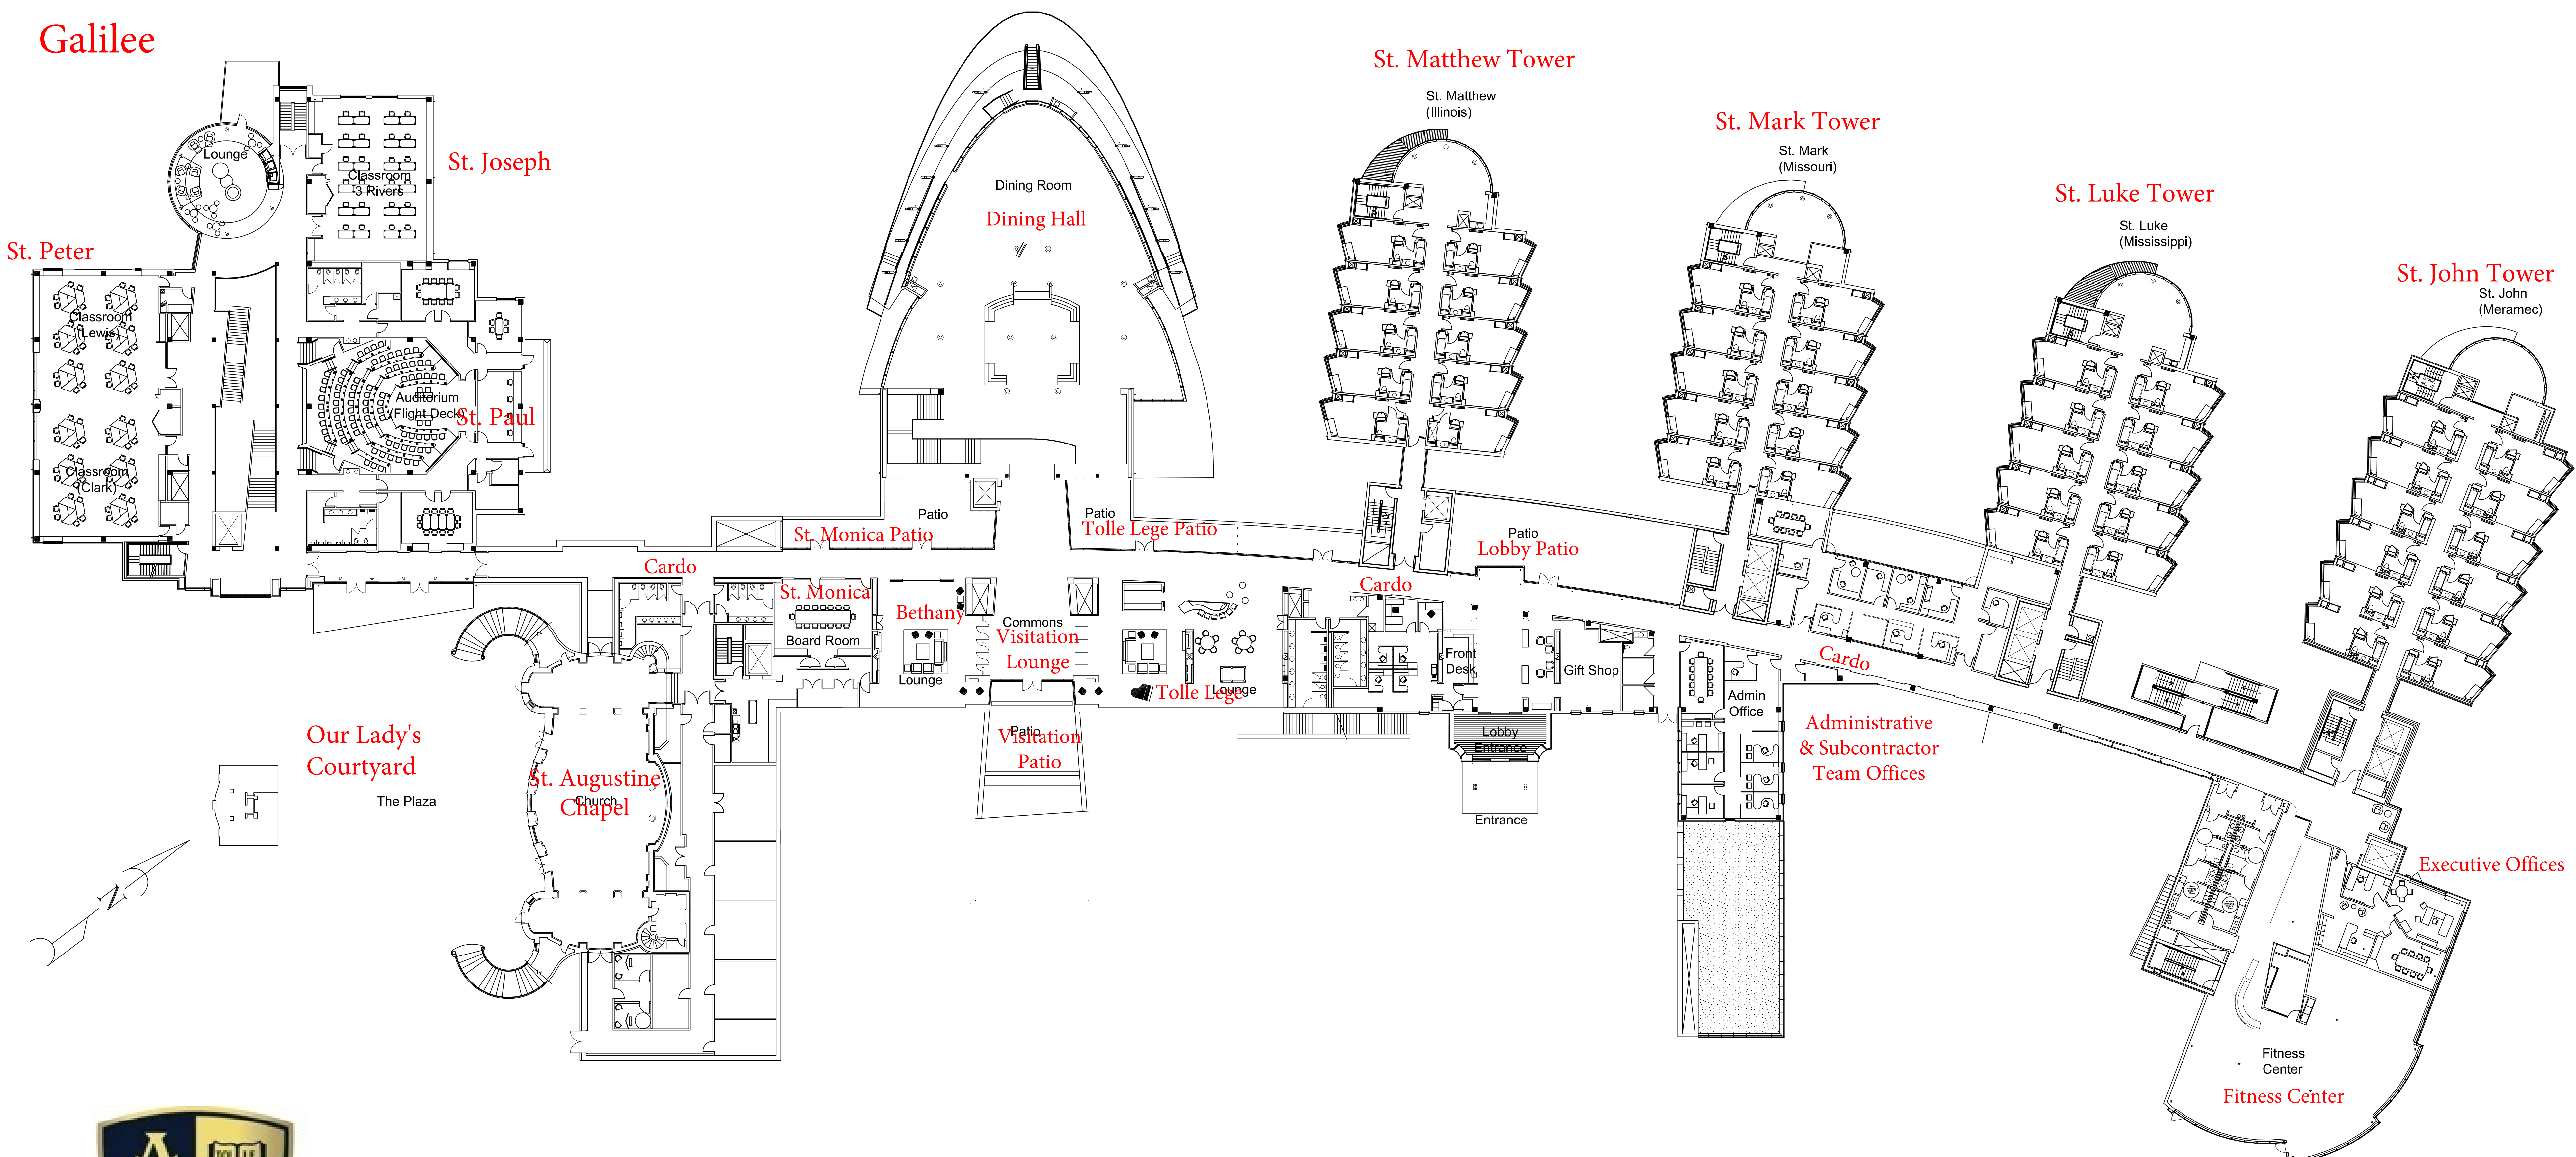 Galilee
St. Matthew Tower
St. Matthew
(Illinois)
St. Mark Tower
St. Mark
(Missouri)
St. Luke Tower
St. Luke
(Mississippi)
St. John Tower
St. John
(Meramec)
Lounge
St. Joseph
Classroom
3 Rivers
Dining Room
Dining Hall
St. Peter
Classroom
(Lewis)
Auditorium
(Flight Deck)
St. Paul
Classroom
(Clark)
Patio
St. Monica Patio
Patio
Tolle Lege Patio
Patio
Lobby Patio
Cardo
Cardo
St. Monica
Board Room
Bethany
Lounge
Commons
Visitation
Lounge
Tolle Lege
Lounge
Front
Desk
Gift Shop
Cardo
Admin
Office
Administrative
& Subcontractor
Team Offices
Our Lady's
Courtyard
The Plaza
St. Augustine
Chapel
Church
Patio
Visitation
Patio
Lobby
Entrance
Entrance
Executive Offices
N
Fitness
Center
Fitness Center
A
TOLLE